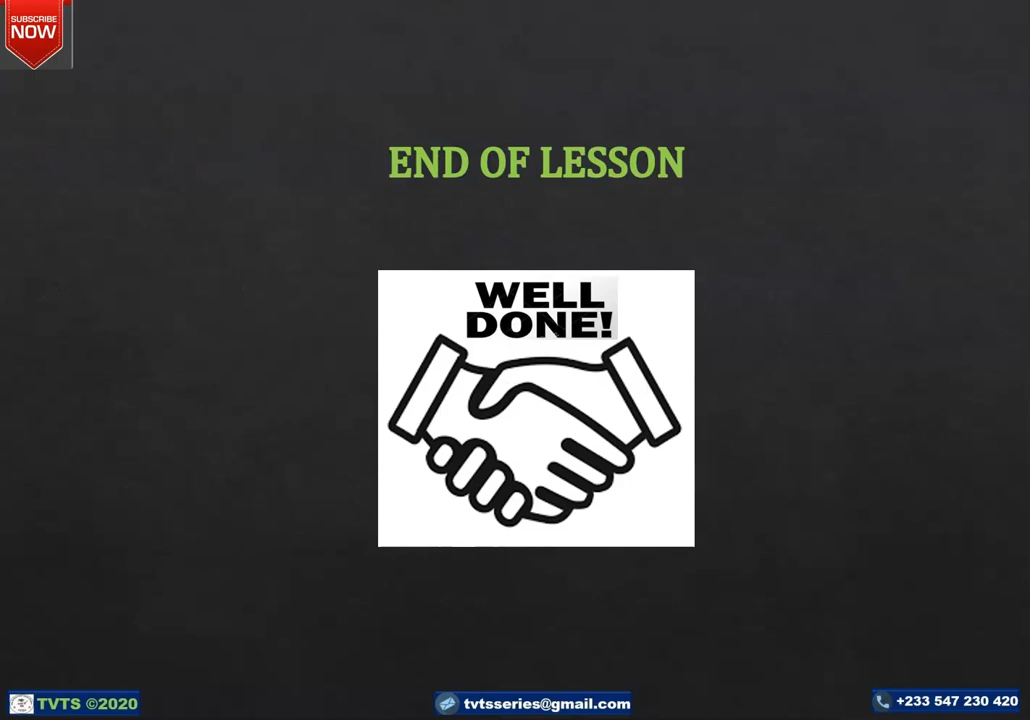 SUBSCRIBE
NOW
END OF LESSON
WELL
DONE!
TVTS ©2020
tvtsseries@gmail.com
+233 547 230 420